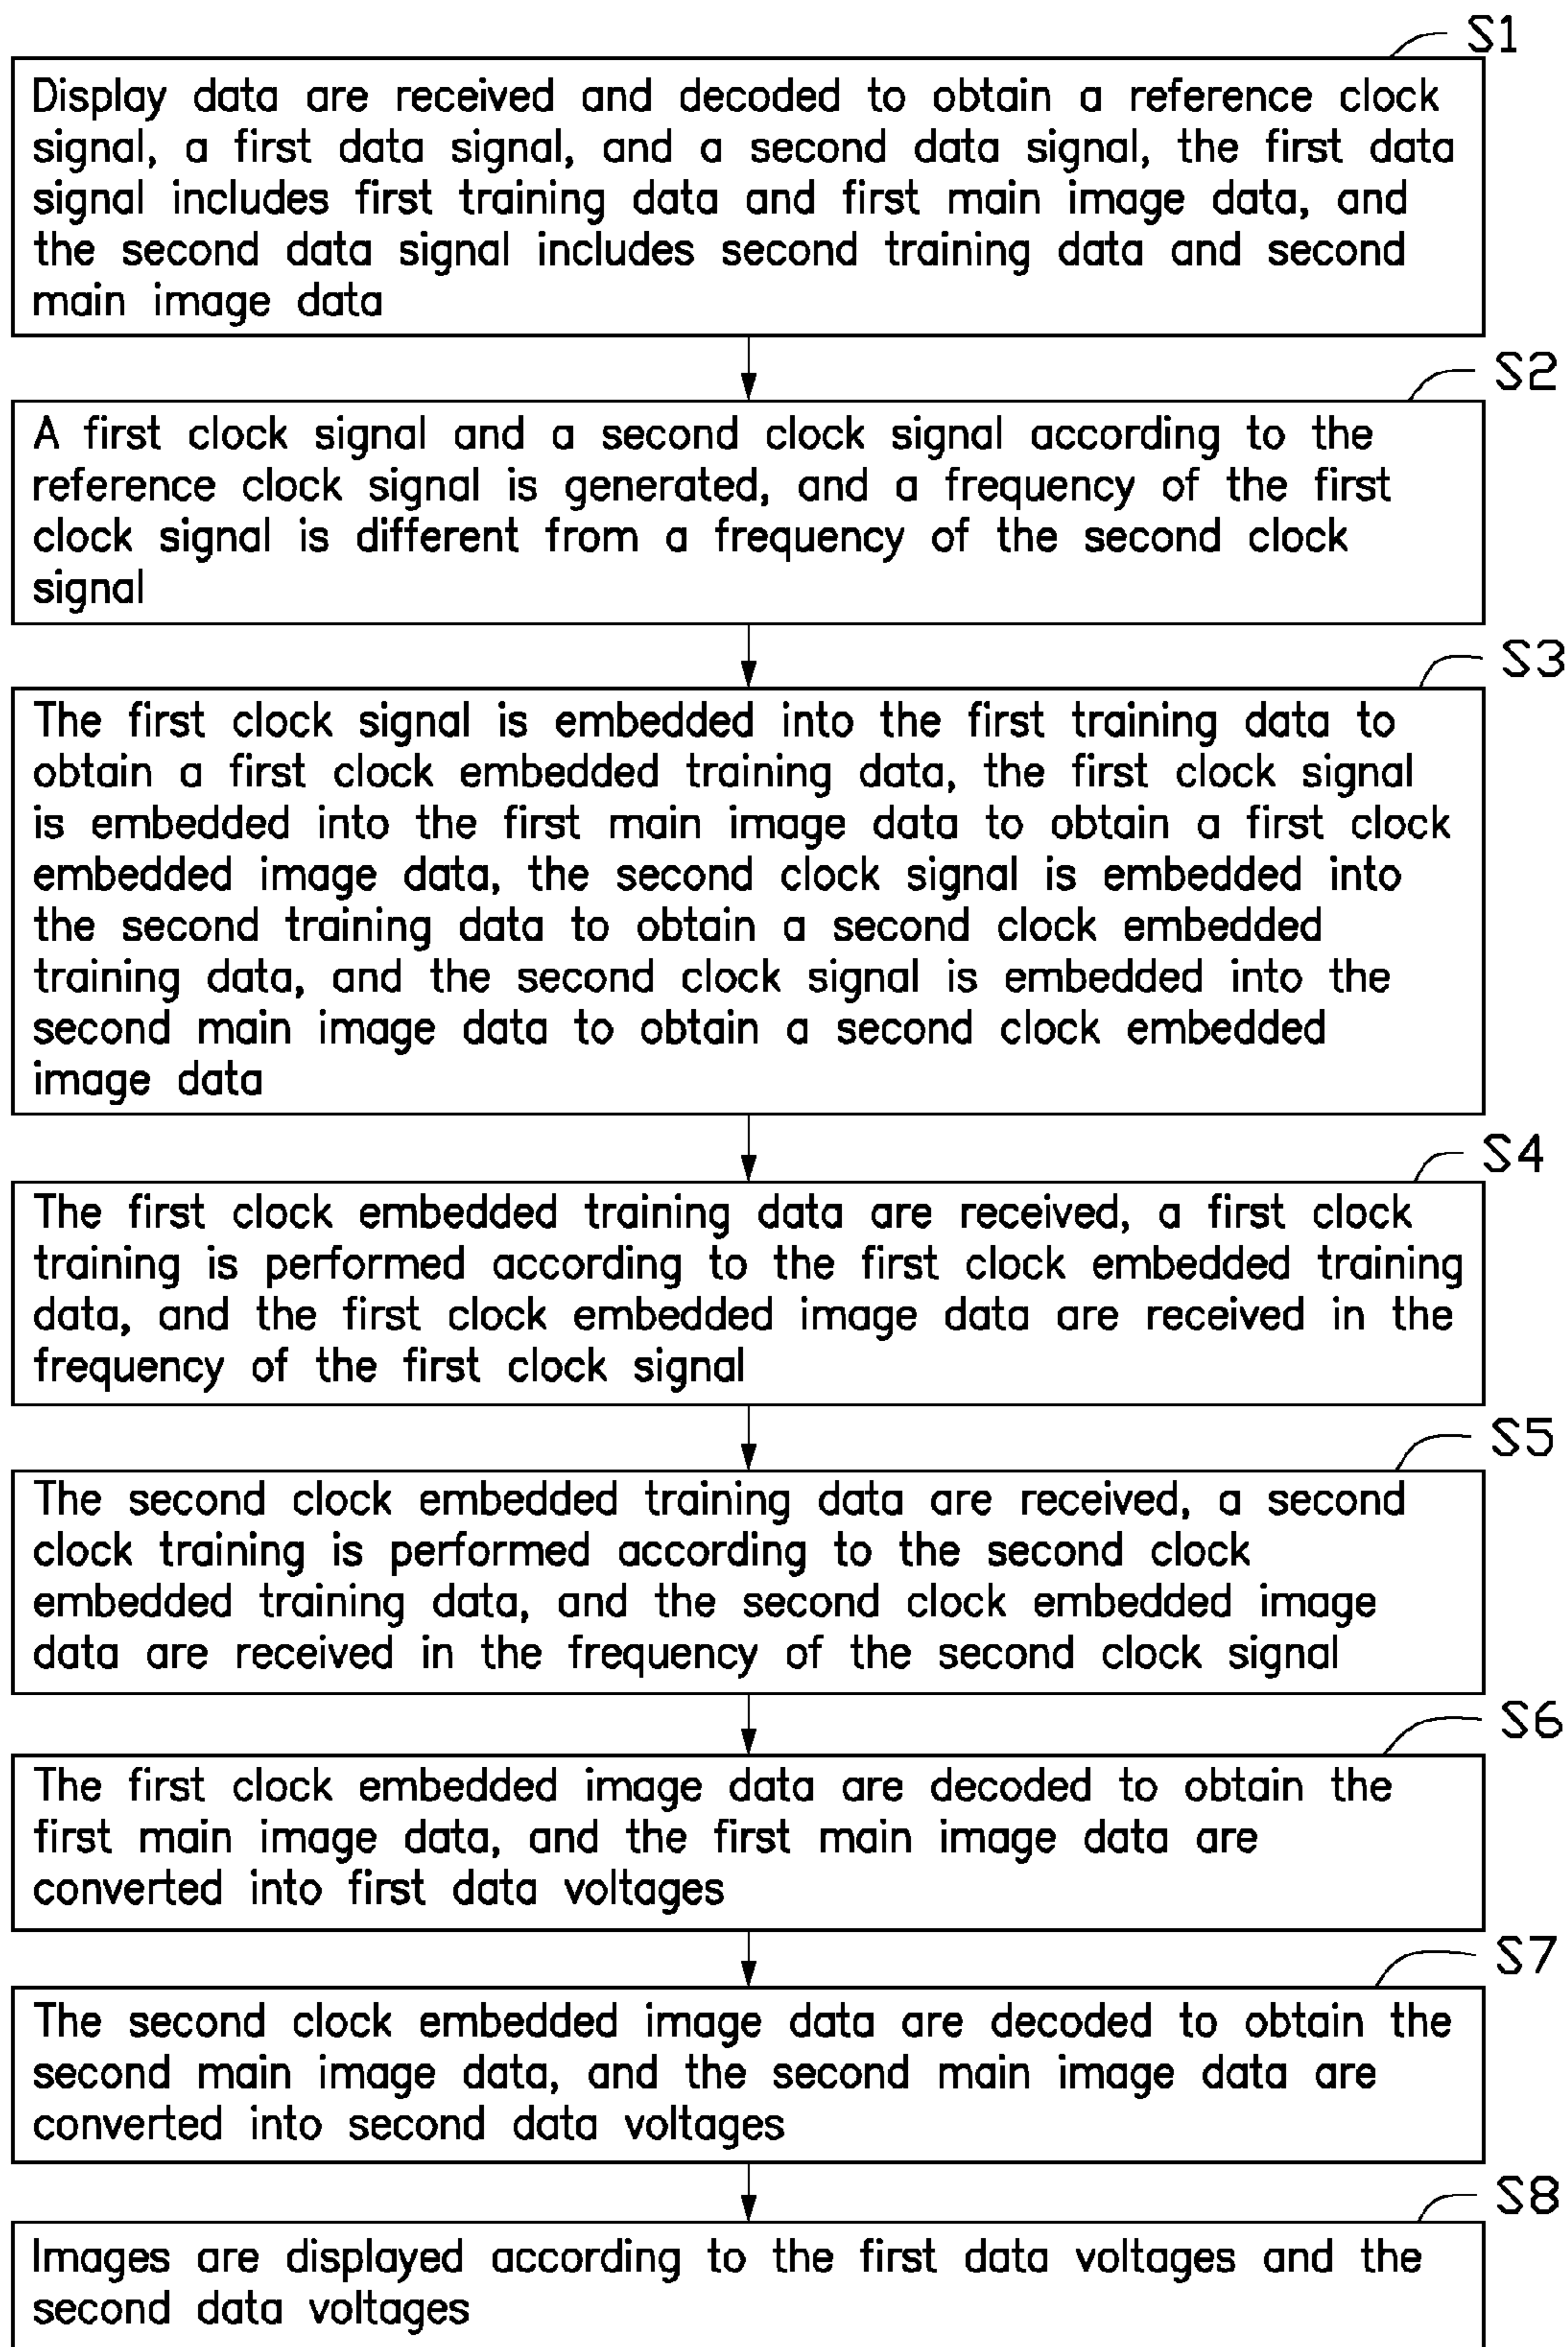 S1
Display data are received and decoded to obtain a reference clock
signal, a first data signal, and a second data signal, the first data
signal includes first training data and first main image data, and
the second data signal includes second training data and second
main image data
S2
A first clock signal and a second clock signal according to the
reference clock signal is generated, and a frequency of the first
clock signal is different from a frequency of the second clock
signal
S3
The first clock signal is embedded into the first training data to
obtain a first clock embedded training data, the first clock signal
is embedded into the first main image data to obtain a first clock
embedded image data, the second clock signal is embedded into
the second training data to obtain a second clock embedded
training data, and the second clock signal is embedded into the
second main image data to obtain a second clock embedded
image data
S4
The first clock embedded training data are received, a first clock
training is performed according to the first clock embedded training
data, and the first clock embedded image data are received in the
frequency of the first clock signal
S5
The second clock embedded training data are received, a second
clock training is performed according to the second clock
embedded training data, and the second clock embedded image
data are received in the frequency of the second clock signal
S6
The first clock embedded image data are decoded to obtain the
first main image data, and the first main image data are
converted into first data voltages
S7
The second clock embedded image data are decoded to obtain the
second main image data, and the second main image data are
converted into second data voltages
S8
Images are displayed according to the first data voltages and the
second data voltages